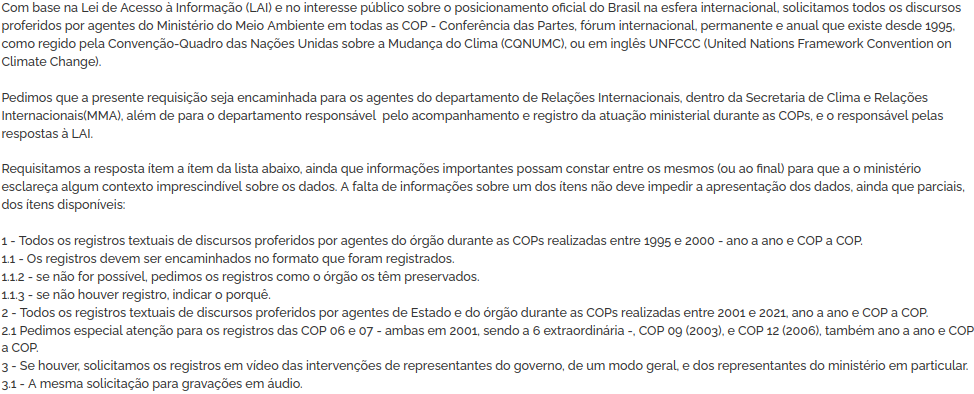 Com base na Lei de Acesso à Informação (LAI) e no interesse público sobre o posicionamento oficial do Brasil na esfera internacional, solicitamos todos os discursos
proferidos por agentes do Ministério do Meio Ambiente em todas as COP - Conferência das Partes, fórum internacional, permanente e anual que existe desde 1995,
como regido pela Convenção-Quadro das Nações Unidas sobre a Mudança do Clima (CQNUMC), ou em inglês UNFCCC (United Nations Framework Convention on
Climate Change).
Pedimos que a presente requisição seja encaminhada para os agentes do departamento de Relações Internacionais, dentro da Secretaria de Clima e Relações
Internacionais(MMA), além de para o departamento responsável pelo acompanhamento e registro da atuação ministerial durante as COPs, e o responsável pelas
respostas à LAI.
Requisitamos a resposta ítem a ítem da lista abaixo, ainda que informações importantes possam constar entre os mesmos (ou ao final) para que a o ministério
esclareça algum contexto imprescindível sobre os dados. A falta de informações sobre um dos ítens não deve impedir a apresentação dos dados, ainda que parciais,
dos ítens disponíveis:
1 - Todos os registros textuais de discursos proferidos por agentes do órgão durante as COPs realizadas entre 1995 e 2000 - ano a ano e COP a COP.
1.1 - Os registros devem ser encaminhados no formato que foram registrados.
1.1.2 - se não for possível, pedimos os registros como o órgão os têm preservados.
1.1.3 - se não houver registro, indicar o porquê.
2 - Todos os registros textuais de discursos proferidos por agentes de Estado e do órgão durante as COPs realizadas entre 2001 e 2021, ano a ano e COP a COP.
2.1 Pedimos especial atenção para os registros das COP 06 e 07 - ambas em 2001, sendo a 6 extraordinária -, COP 09 (2003), e COP 12 (2006), também ano a ano e COP
a COP.
3 - Se houver, solicitamos os registros em vídeo das intervenções de representantes do governo, de um modo geral, e dos representantes do ministério em particular.
3.1 - A mesma solicitação para gravações em áudio.